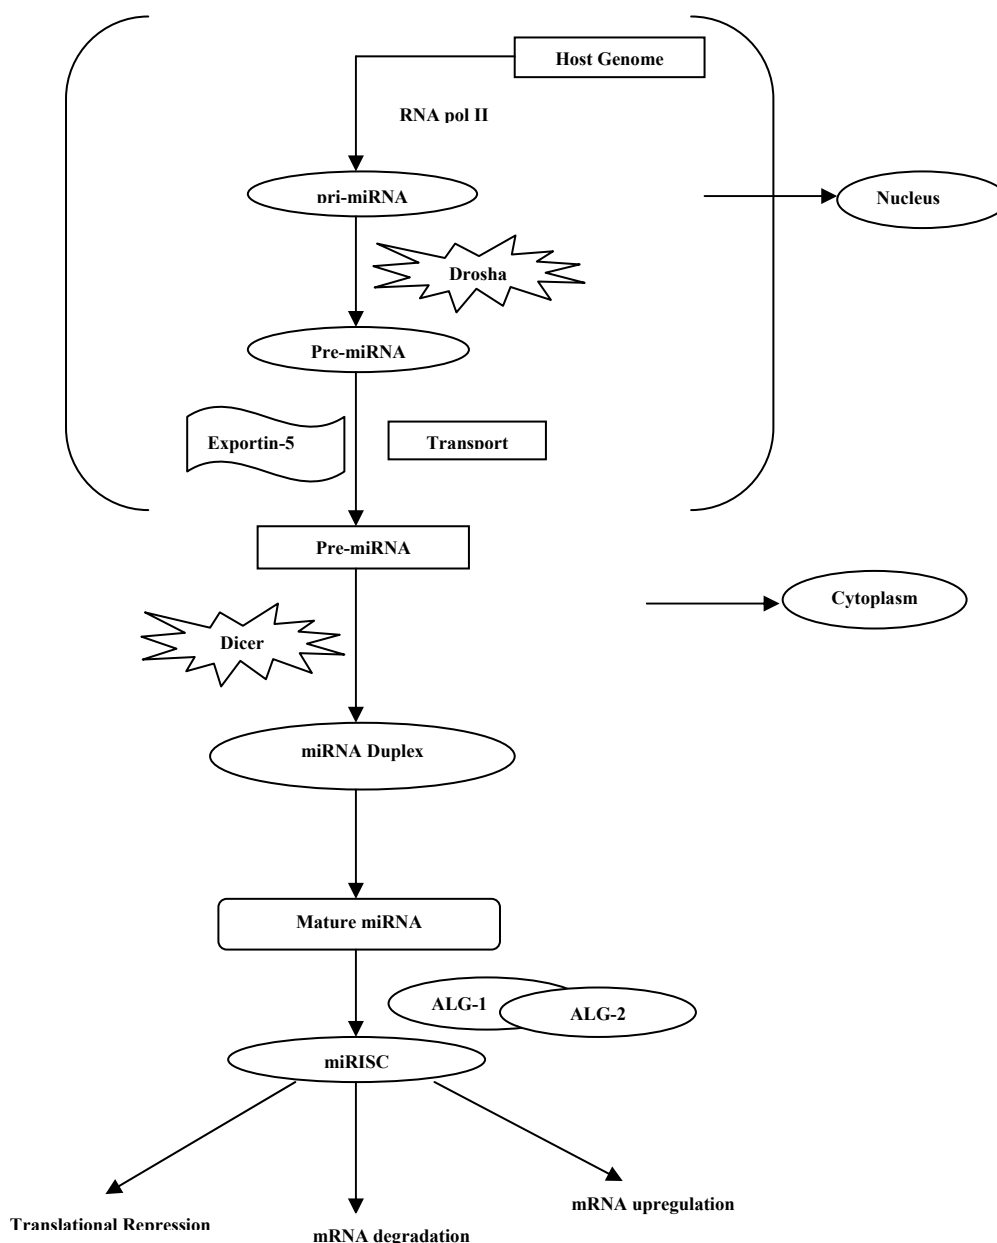 Host Genome
RNA pol II
pri-miRNA
Nucleus
Drosha
Pre-miRNA
Exportin-5
Transport
Pre-miRNA
Cytoplasm
Dicer
miRNA Duplex
Mature miRNA
ALG-1
ALG-2
miRISC
mRNA upregulation
Translational Repression
mRNA degradation